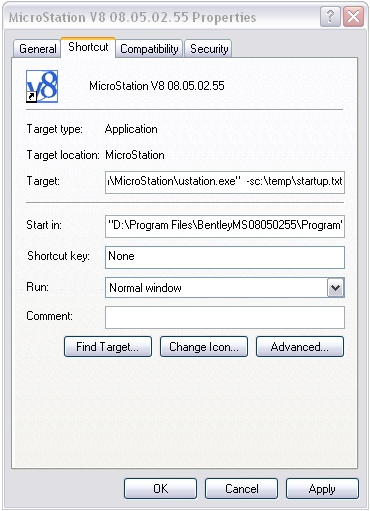 MicroStation V8 08.05.02.55 Properties
General Shortcut Compatibility Security
v8 MicroStation V8 08.05.02.55
Target type: Application
Target location: MicroStation
Target: \MicroStation\ustation.exe" -sc:\temp\startup.txt
Start in: "D:\Program Files\BentleyMS08050255\Program\
Shortcut key: None
Run: Normal window
Comment:
Find Target... Change Icon... Advanced...
OK Cancel Apply